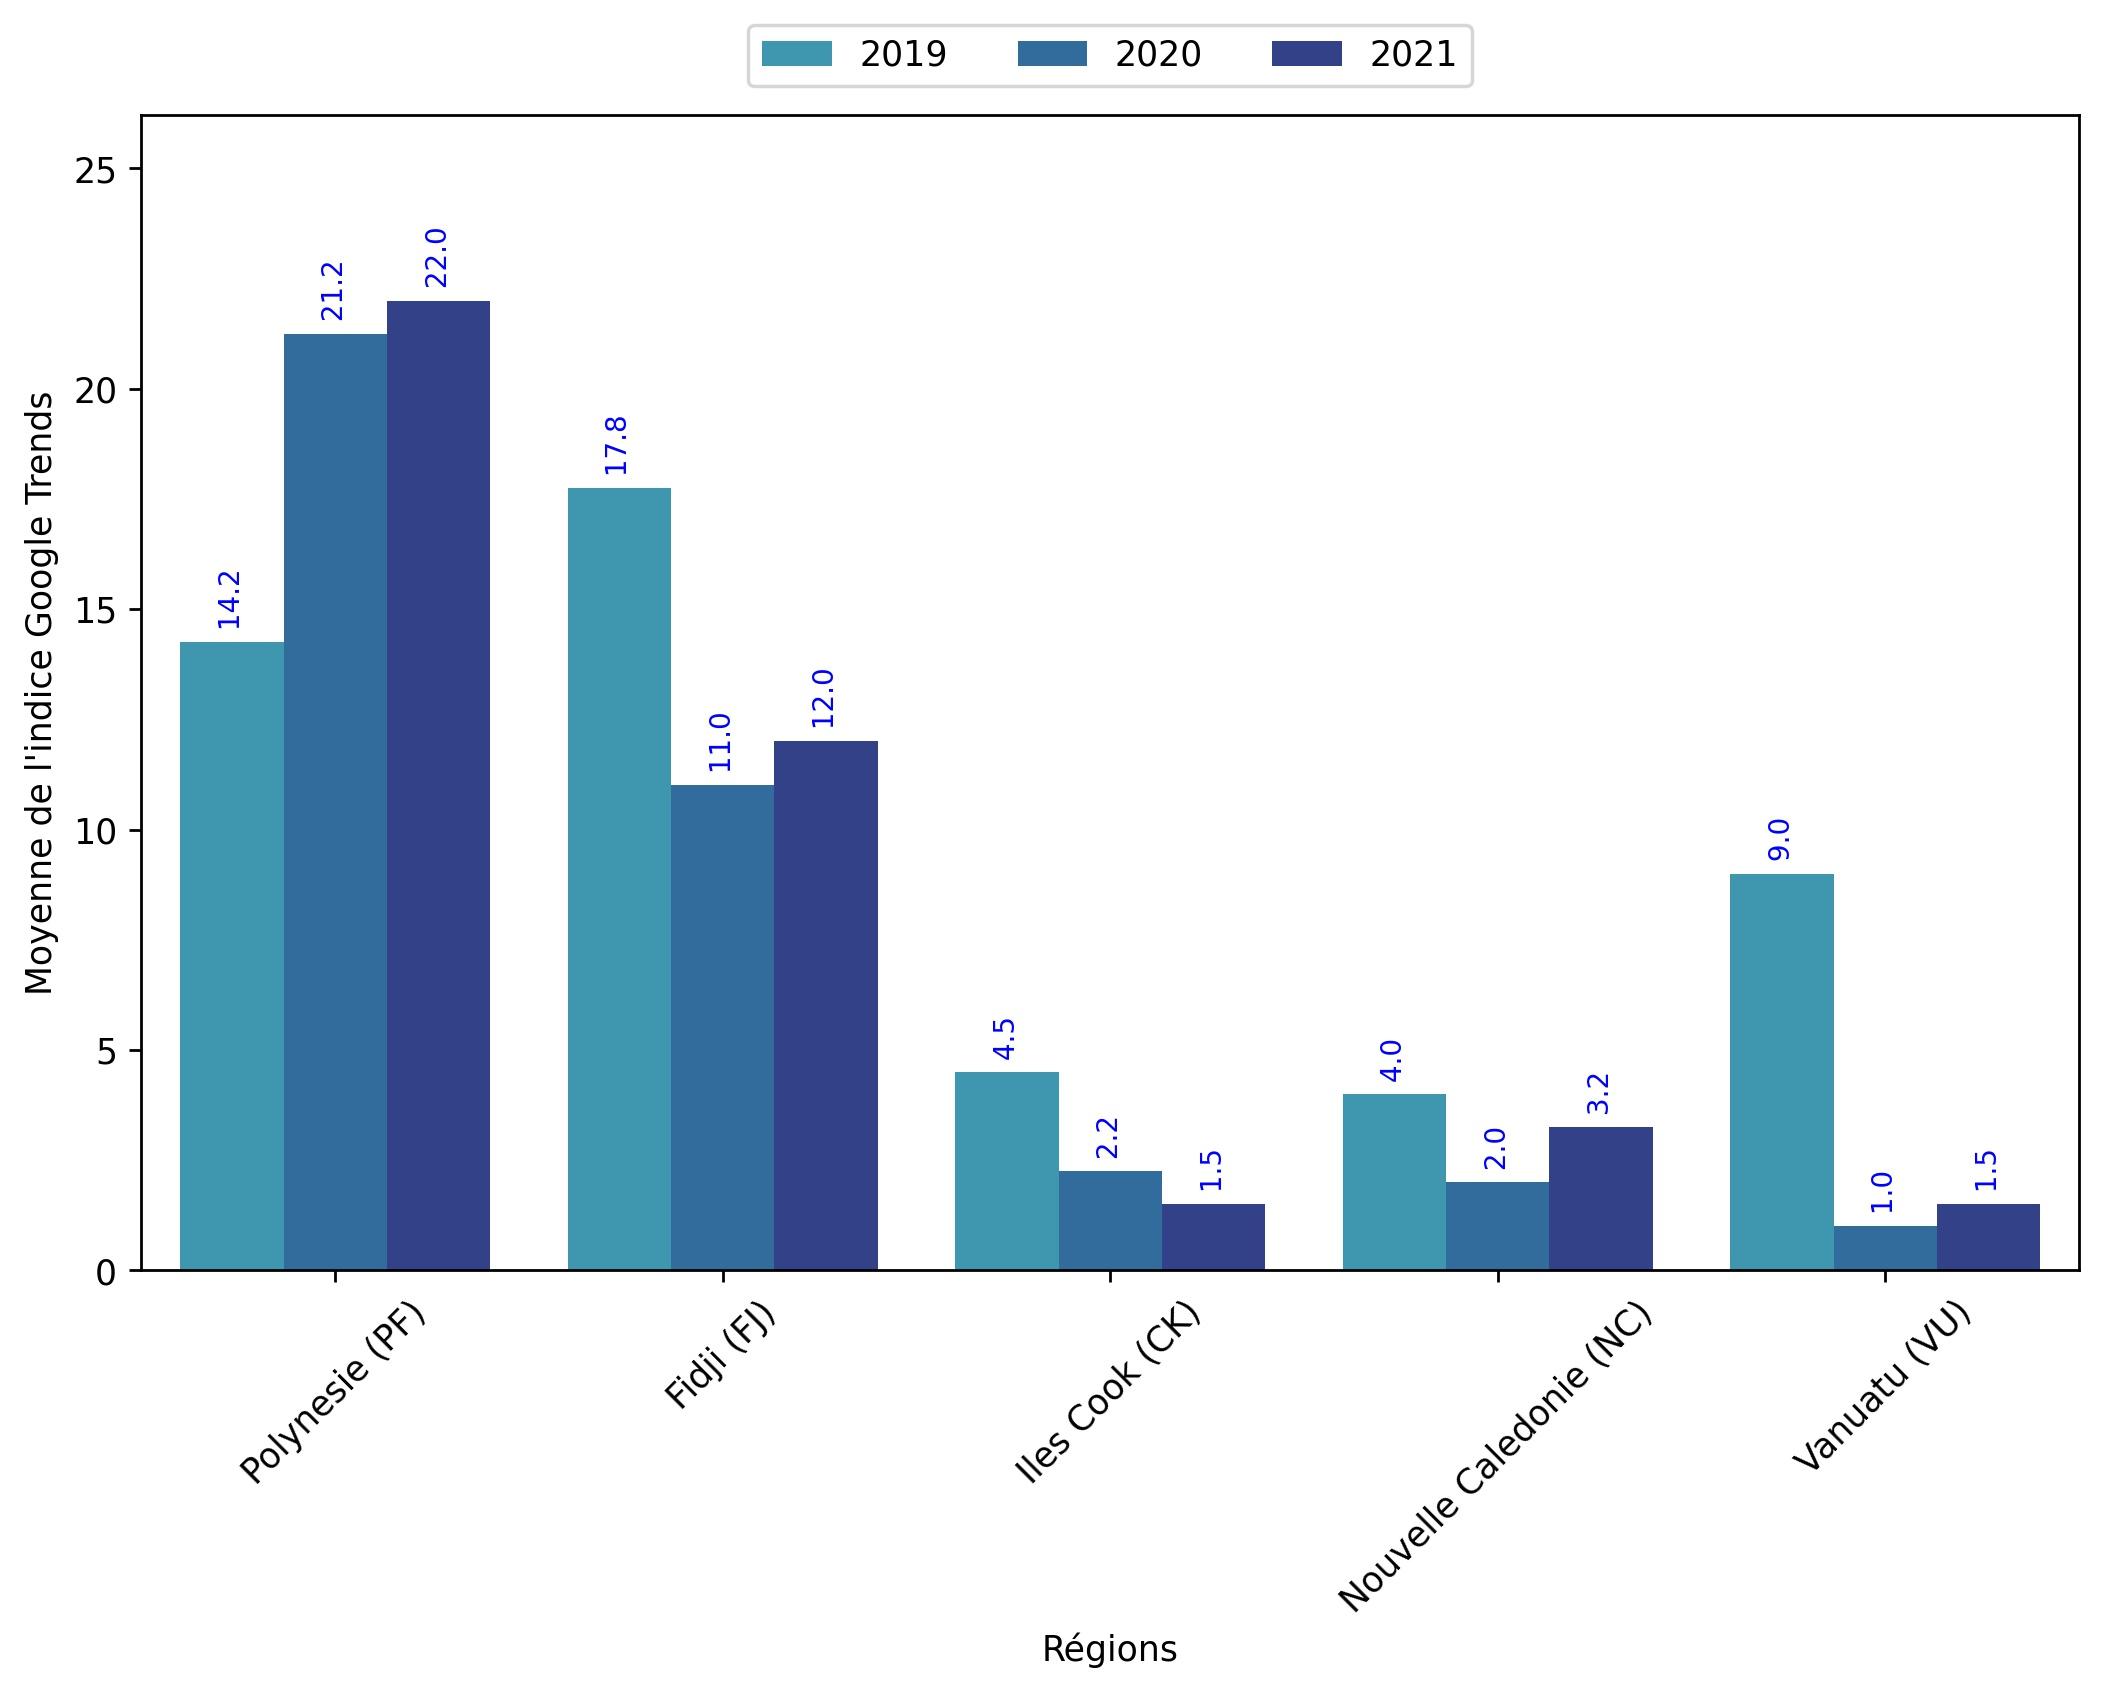 2019 2020 2021
Moyenne de l'indice Google Trends
25
20
15
10
5
0
14.2 21.2 22.0
17.8 11.0 12.0
4.5 2.2 1.5
4.0 2.0 3.2
9.0 1.0 1.5
Polynesie (PF)
Fidji (FJ)
Iles Cook (CK)
Nouvelle Caledonie (NC)
Vanuatu (VU)
Régions